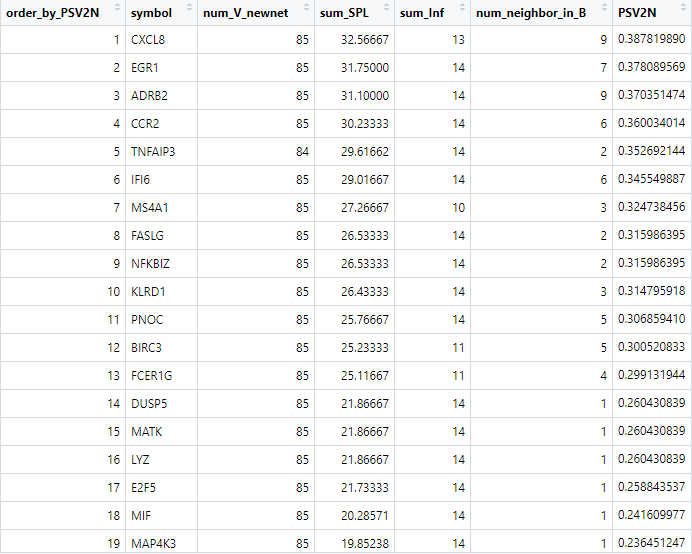 order_by_PSV2N symbol num_V_newnet sum_SPL sum_Inf num_neighbor_in_B PSV2N
1 CXCL8 85 32.56667 13 9 0.387819890
2 EGR1 85 31.75000 14 7 0.378089569
3 ADRB2 85 31.10000 14 9 0.370351474
4 CCR2 85 30.23333 14 6 0.360034014
5 TNFAIP3 84 29.61662 14 2 0.352692144
6 IFI6 85 29.01667 14 6 0.345549887
7 MS4A1 85 27.26667 10 3 0.324738456
8 FASLG 85 26.53333 14 2 0.315986395
9 NFKBIZ 85 26.53333 14 2 0.315986395
10 KLRD1 85 26.43333 14 3 0.314795918
11 PNOC 85 25.76667 14 5 0.306859410
12 BIRC3 85 25.23333 11 5 0.300520833
13 FCER1G 85 25.11667 11 4 0.299131944
14 DUSP5 85 21.86667 14 1 0.260430839
15 MATK 85 21.86667 14 1 0.260430839
16 LYZ 85 21.86667 14 1 0.260430839
17 E2F5 85 21.73333 14 1 0.258843537
18 MIF 85 20.28571 14 1 0.241609977
19 MAP4K3 85 19.85238 14 1 0.236451247